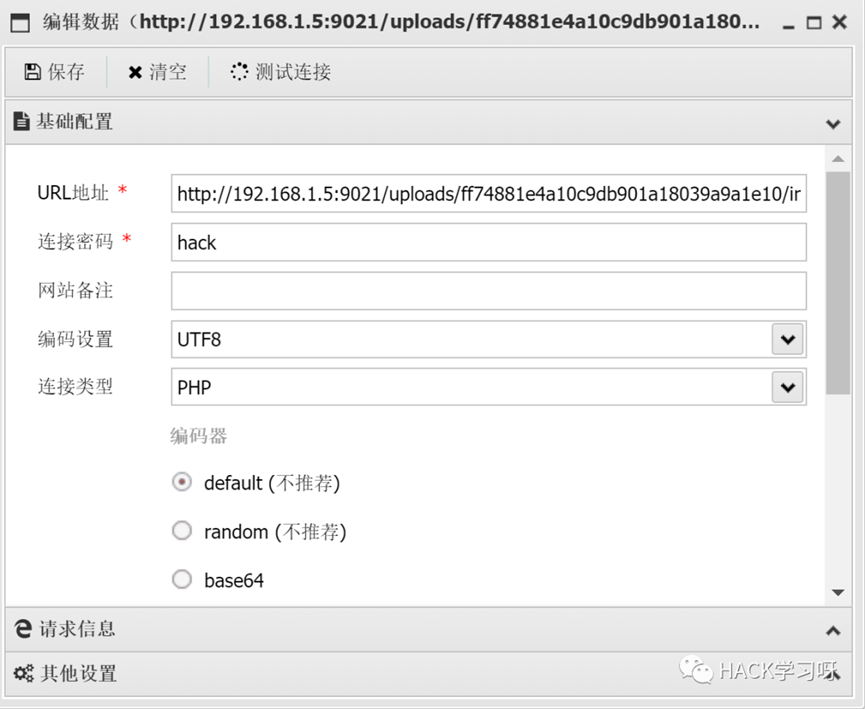 编辑数据（http://192.168.1.5:9021/uploads/ff74881e4a10c9db901a180...
保存 清空 测试连接
基础配置
URL地址 * http://192.168.1.5:9021/uploads/ff74881e4a10c9db901a18039a9a1e10/ir
连接密码 * hack
网站备注
编码设置 UTF8
连接类型 PHP
编码器
default (不推荐)
random (不推荐)
base64
请求信息
其他设置
HACK学习呀